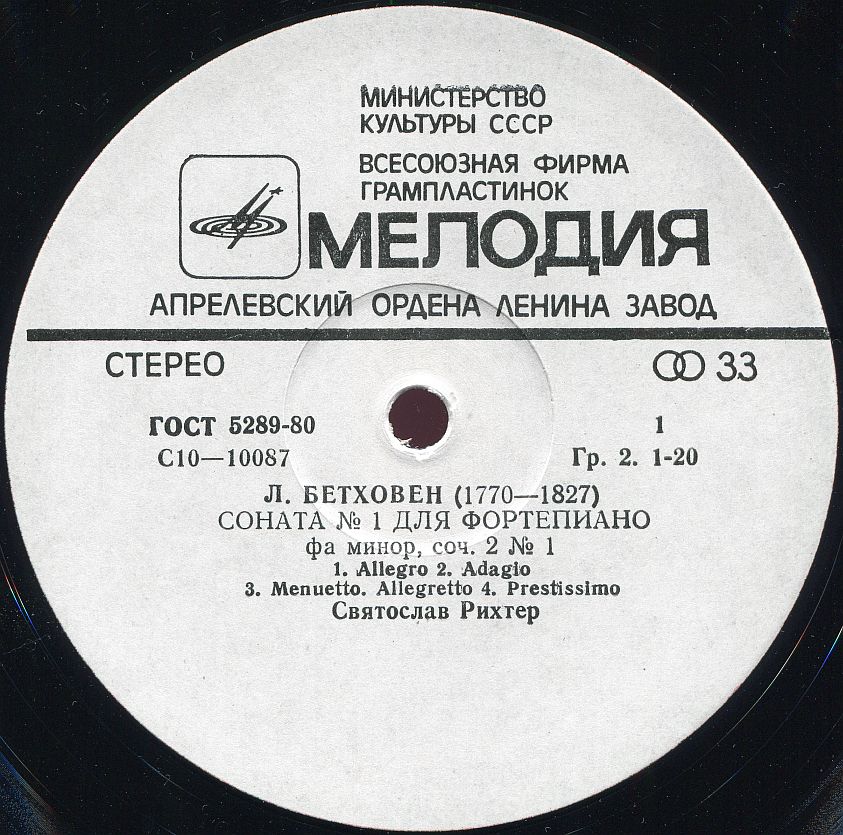 МИНИСТЕРСТВО
КУЛЬТУРЫ СССР
ВСЕСОЮЗНАЯ ФИРМА
ГРАМПЛАСТИНОК
МЕЛОДИЯ
АПРЕЛЕВСКИЙ ОРДЕНА ЛЕНИНА ЗАВОД
СТЕРЕО 33
ГОСТ 5289-80 1
С10—10087 Гр. 2. 1-20
Л. БЕТХОВЕН (1770—1827)
СОНАТА № 1 ДЛЯ ФОРТЕПИАНО
фа минор, соч. 2 № 1
1. Allegro 2. Adagio
3. Menuetto. Allegretto 4. Prestissimo
Святослав Рихтер